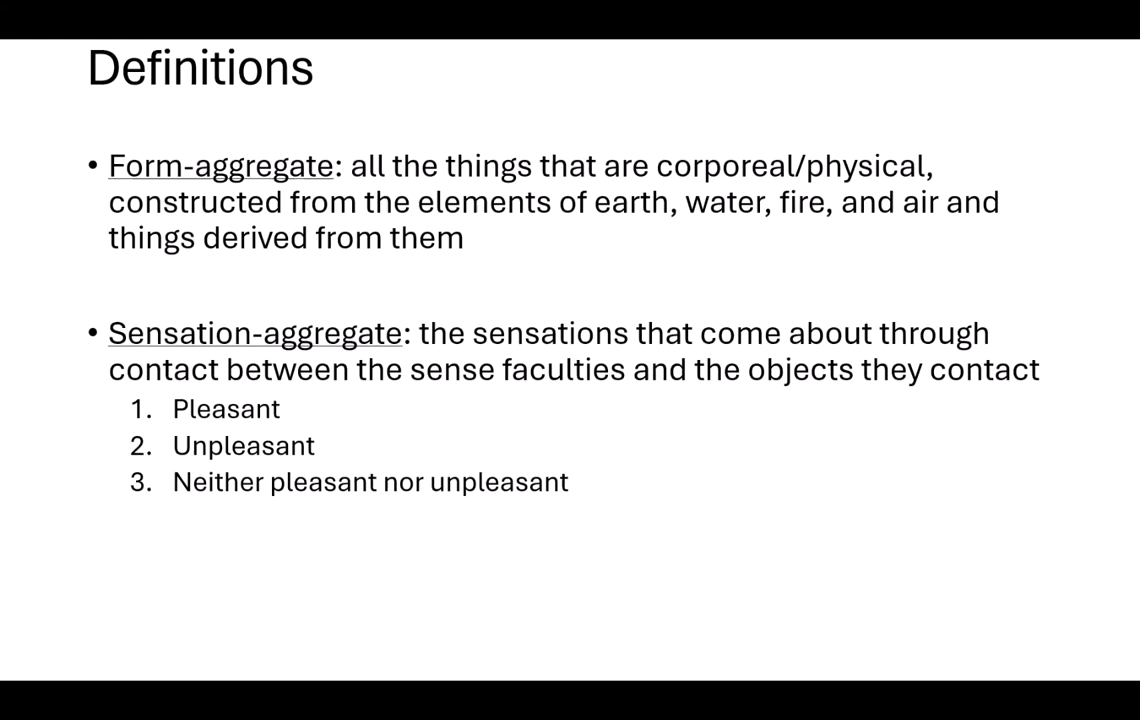 Definitions
• Form-aggregate: all the things that are corporeal/physical,
constructed from the elements of earth, water, fire, and air and
things derived from them
• Sensation-aggregate: the sensations that come about through
contact between the sense faculties and the objects they contact
1. Pleasant
2. Unpleasant
3. Neither pleasant nor unpleasant